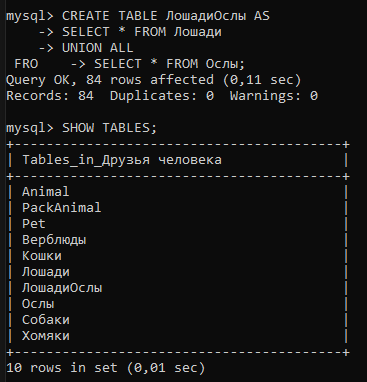 mysql> CREATE TABLE ЛошадиОслы AS
    -> SELECT * FROM Лошади
    -> UNION ALL
 FRO    -> SELECT * FROM Ослы;
Query OK, 84 rows affected (0,11 sec)
Records: 84  Duplicates: 0  Warnings: 0

mysql> SHOW TABLES;
+----------------------------------------+
| Tables_in_Друзья человека              |
+----------------------------------------+
| Animal                                 |
| PackAnimal                             |
| Pet                                    |
| Верблюды                               |
| Кошки                                  |
| Лошади                                 |
| ЛошадиОслы                             |
| Ослы                                   |
| Собаки                                 |
| Хомяки                                 |
+----------------------------------------+
10 rows in set (0,01 sec)